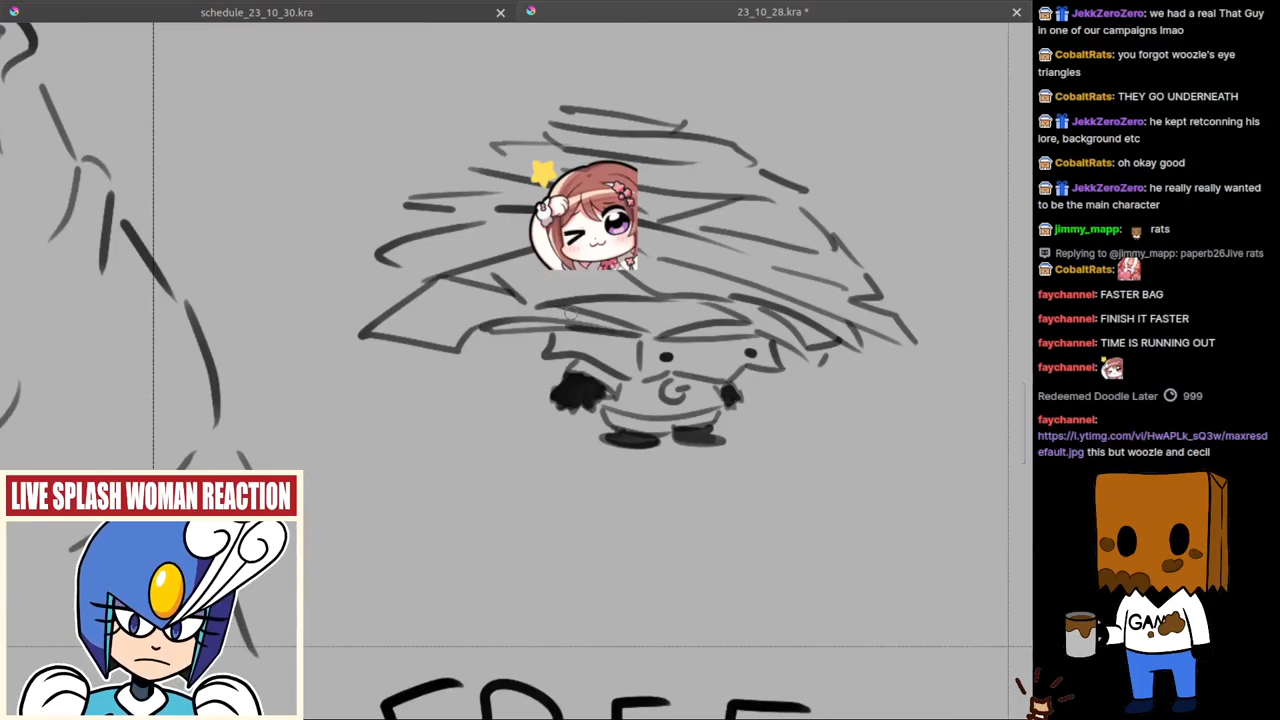 schedule_23_10_30.kra
23_10_28.kra *
JekkZeroZero: we had a real That Guy
in one of our campaigns lmao
CobaltRats: you forgot woozle's eye
triangles
CobaltRats: THEY GO UNDERNEATH
JekkZeroZero: he kept retconning his
lore, background etc
CobaltRats: oh okay good
JekkZeroZero: he really really wanted
to be the main character
jimmy_mapp: rats
Replying to @jimmy_mapp: paperb26Jive rats
CobaltRats:
faychannel: FASTER BAG
faychannel: FINISH IT FASTER
faychannel: TIME IS RUNNING OUT
faychannel:
Redeemed Doodle Later 999
faychannel:
https://i.ytimg.com/vi/HwAPLk_sQ3w/maxresd
efault.jpg this but woozle and cecil
LIVE SPLASH WOMAN REACTION
G